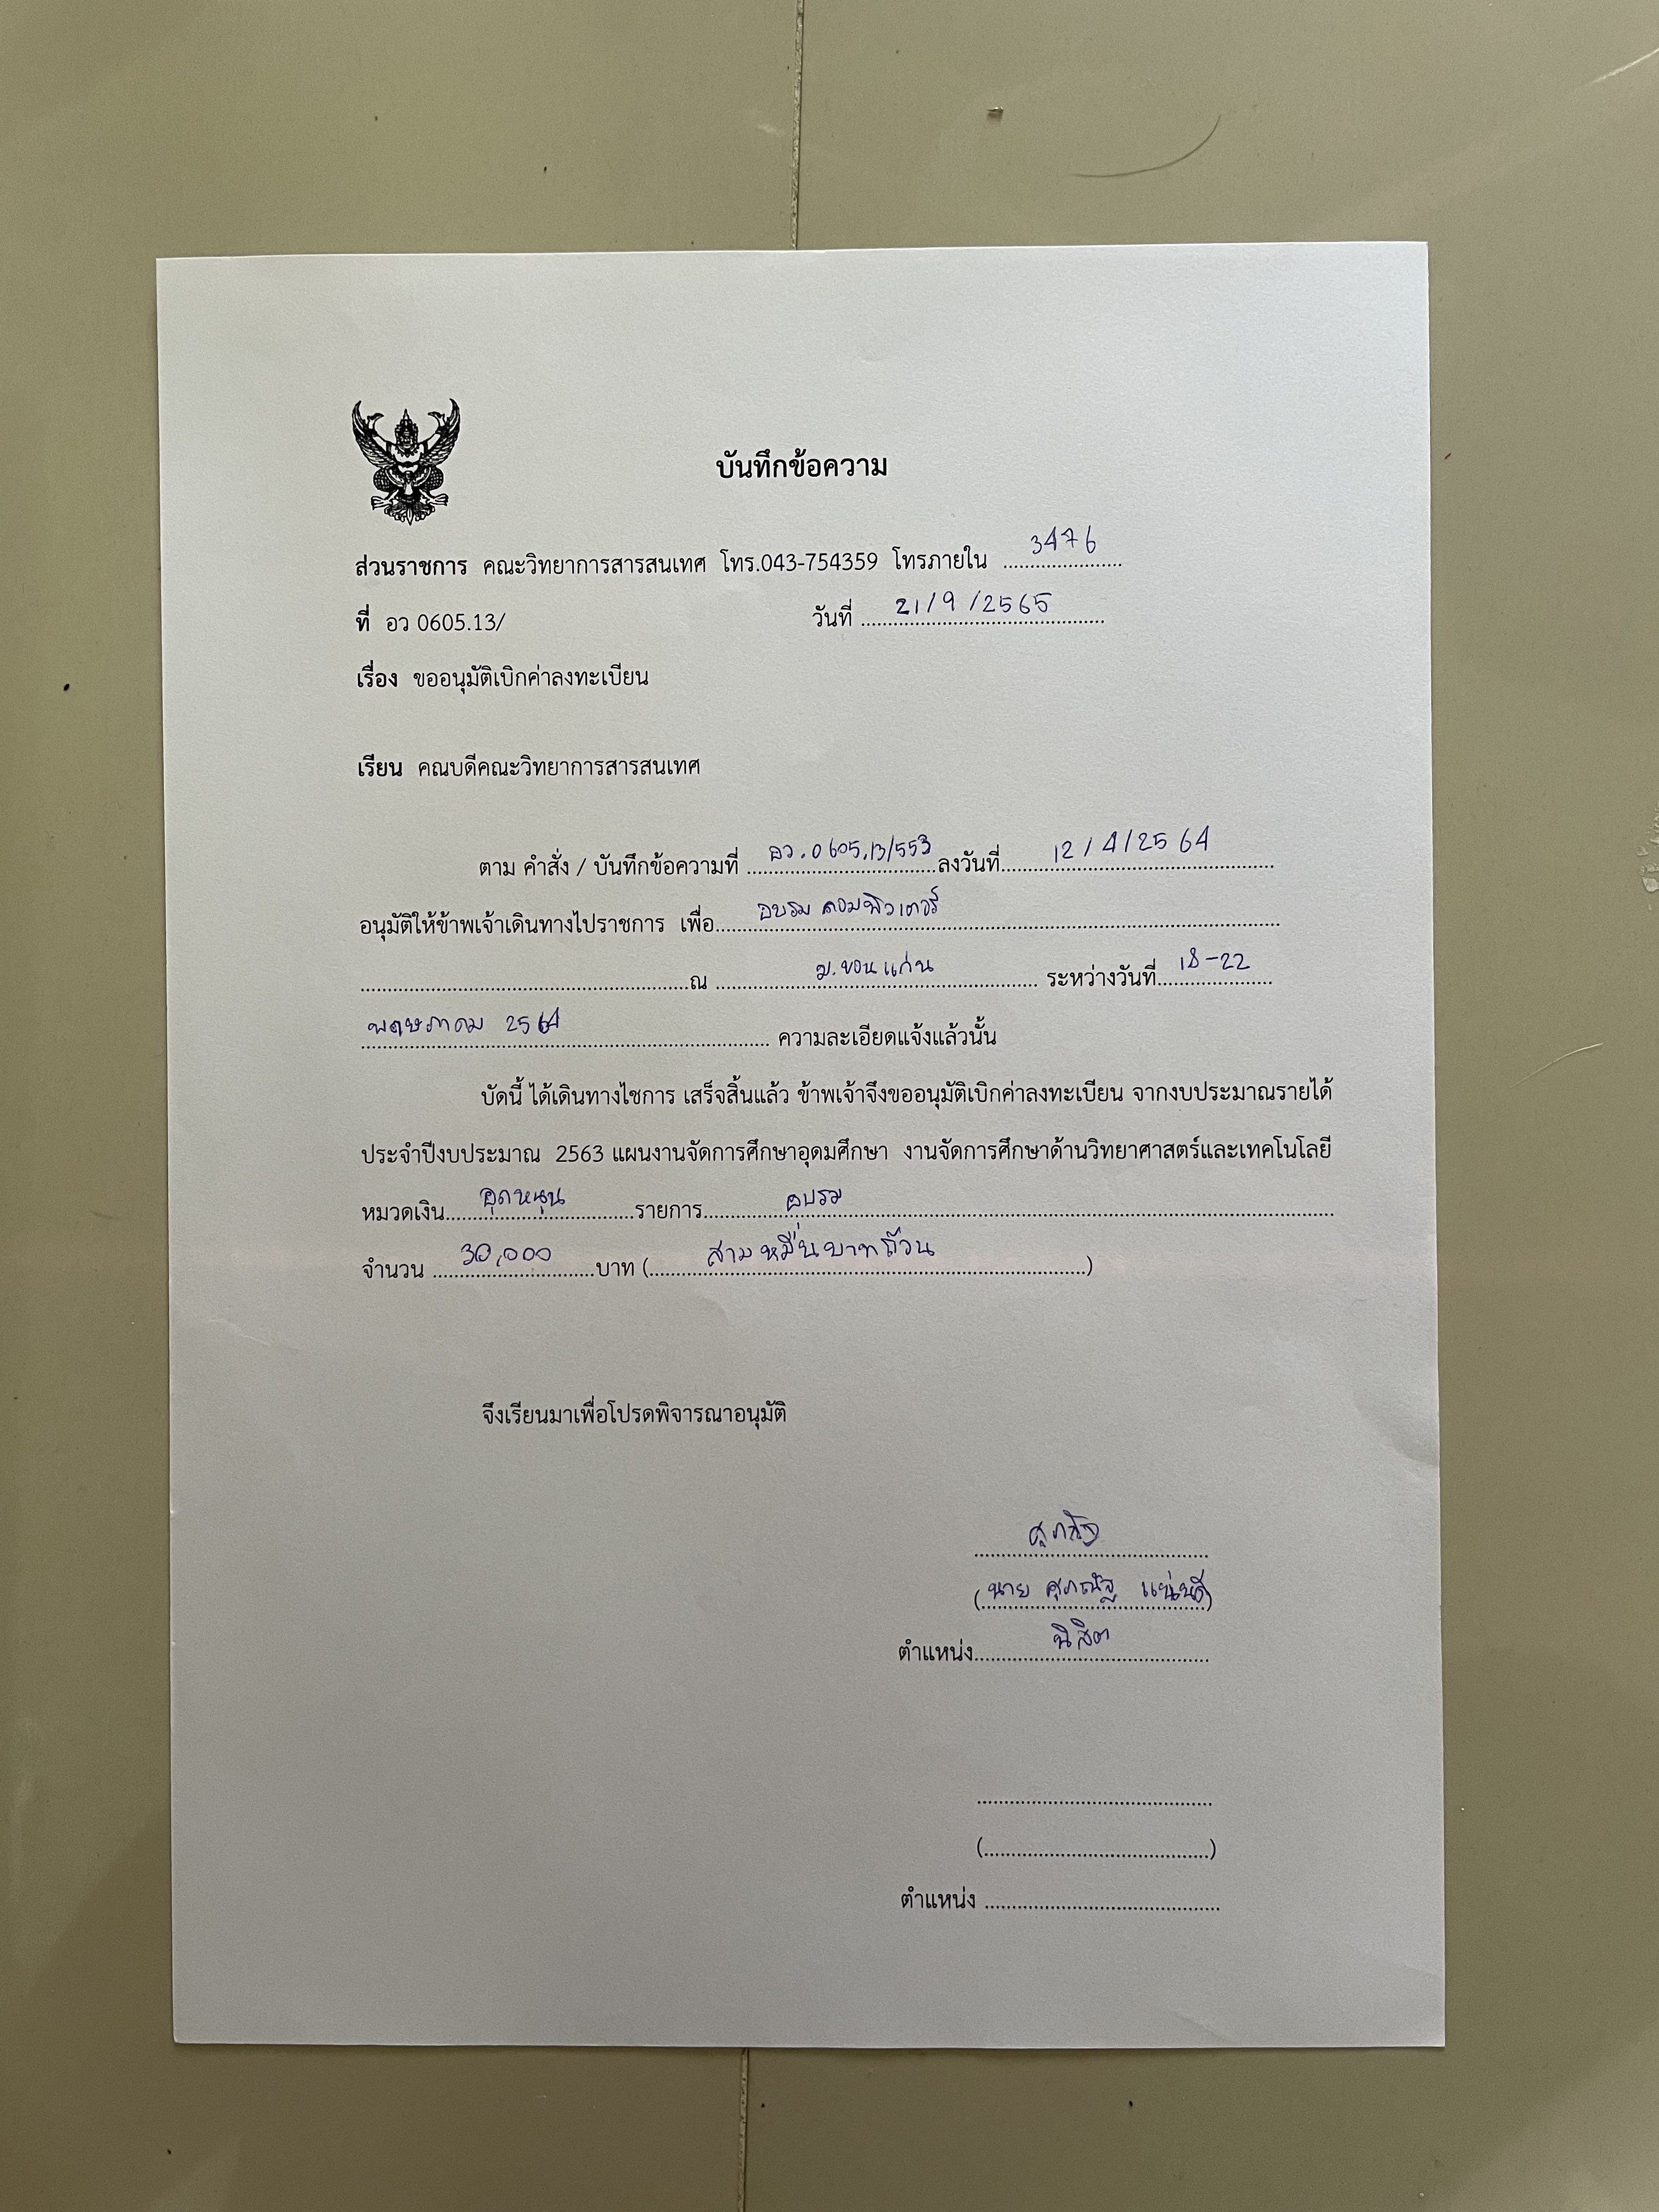 บันทึกข้อความ
ส่วนราชการ คณะวิทยาการสารสนเทศ โทร.043-754359 โทรภายใน 3476
ที่ อว 0605.13/ วันที่ 21/9/2565
เรื่อง ขออนุมัติเบิกค่าลงทะเบียน
เรียน คณบดีคณะวิทยาการสารสนเทศ
ตาม คำสั่ง / บันทึกข้อความที่ อว.0605.13/553 ลงวันที่ 12/4/2564
อนุมัติให้ข้าพเจ้าเดินทางไปราชการ เพื่อ อบรม คอมพิวเตอร์
ณ ม.ขอนแก่น ระหว่างวันที่ 18-22
พฤษภาคม 2564 ความละเอียดแจ้งแล้วนั้น
บัดนี้ ได้เดินทางไชการ เสร็จสิ้นแล้ว ข้าพเจ้าจึงขออนุมัติเบิกค่าลงทะเบียน จากงบประมาณรายได้
ประจำปีงบประมาณ 2563 แผนงานจัดการศึกษาอุดมศึกษา งานจัดการศึกษาด้านวิทยาศาสตร์และเทคโนโลยี
หมวดเงิน อุดหนุน รายการ อบรม
จำนวน 30,000 บาท (สามหมื่นบาทถ้วน)
จึงเรียนมาเพื่อโปรดพิจารณาอนุมัติ
(นาย ศุภณัฐ แน่นดี)
ตำแหน่ง นิสิต
(
)
ตำแหน่ง